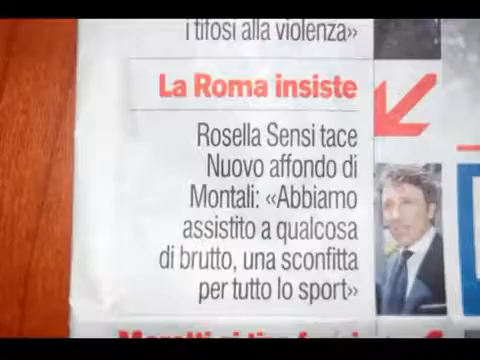 i tifosi alla violenza»
La Roma insiste
Rosella Sensi tace
Nuovo affondo di
Montali: «Abbiamo
assistito a qualcosa
di brutto, una sconfitta
per tutto lo sport»